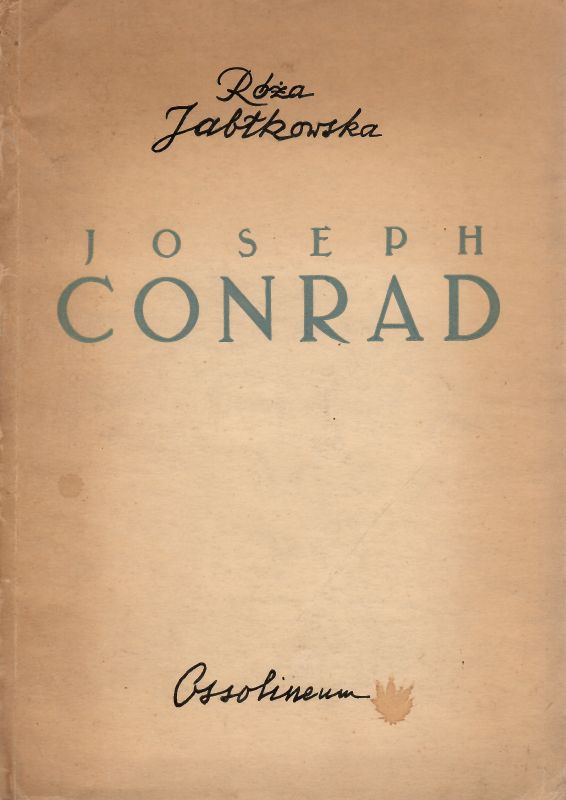 Róża
Jabłkowska
JOSEPH
CONRAD
Ossolineum